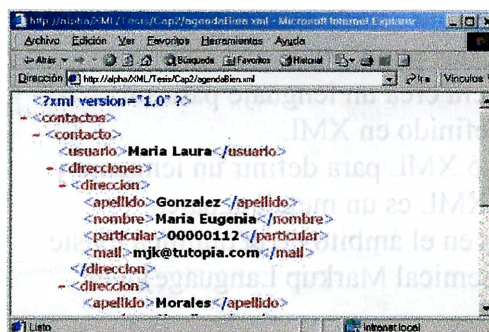 http://alpha/XML/Tesis/Cap2/agendaBien.xml - Microsoft Internet Explorer
Archivo Edición Ver Favoritos Herramientas Ayuda
Atrás Búsqueda Favoritos Historial
Dirección http://alpha/XML/Tesis/Cap2/agendaBien.xml Ir a Vínculos
<?xml version="1.0" ?>
- <contactos>
- <contacto>
<usuario>Maria Laura</usuario>
- <direcciones>
- <direccion>
<apellido>Gonzalez</apellido>
<nombre>Maria Eugenia</nombre>
<particular>00000112</particular>
<mail>mjk@tutopia.com</mail>
</direccion>
- <direccion>
<apellido>Morales</apellido>
Listo Intranet local